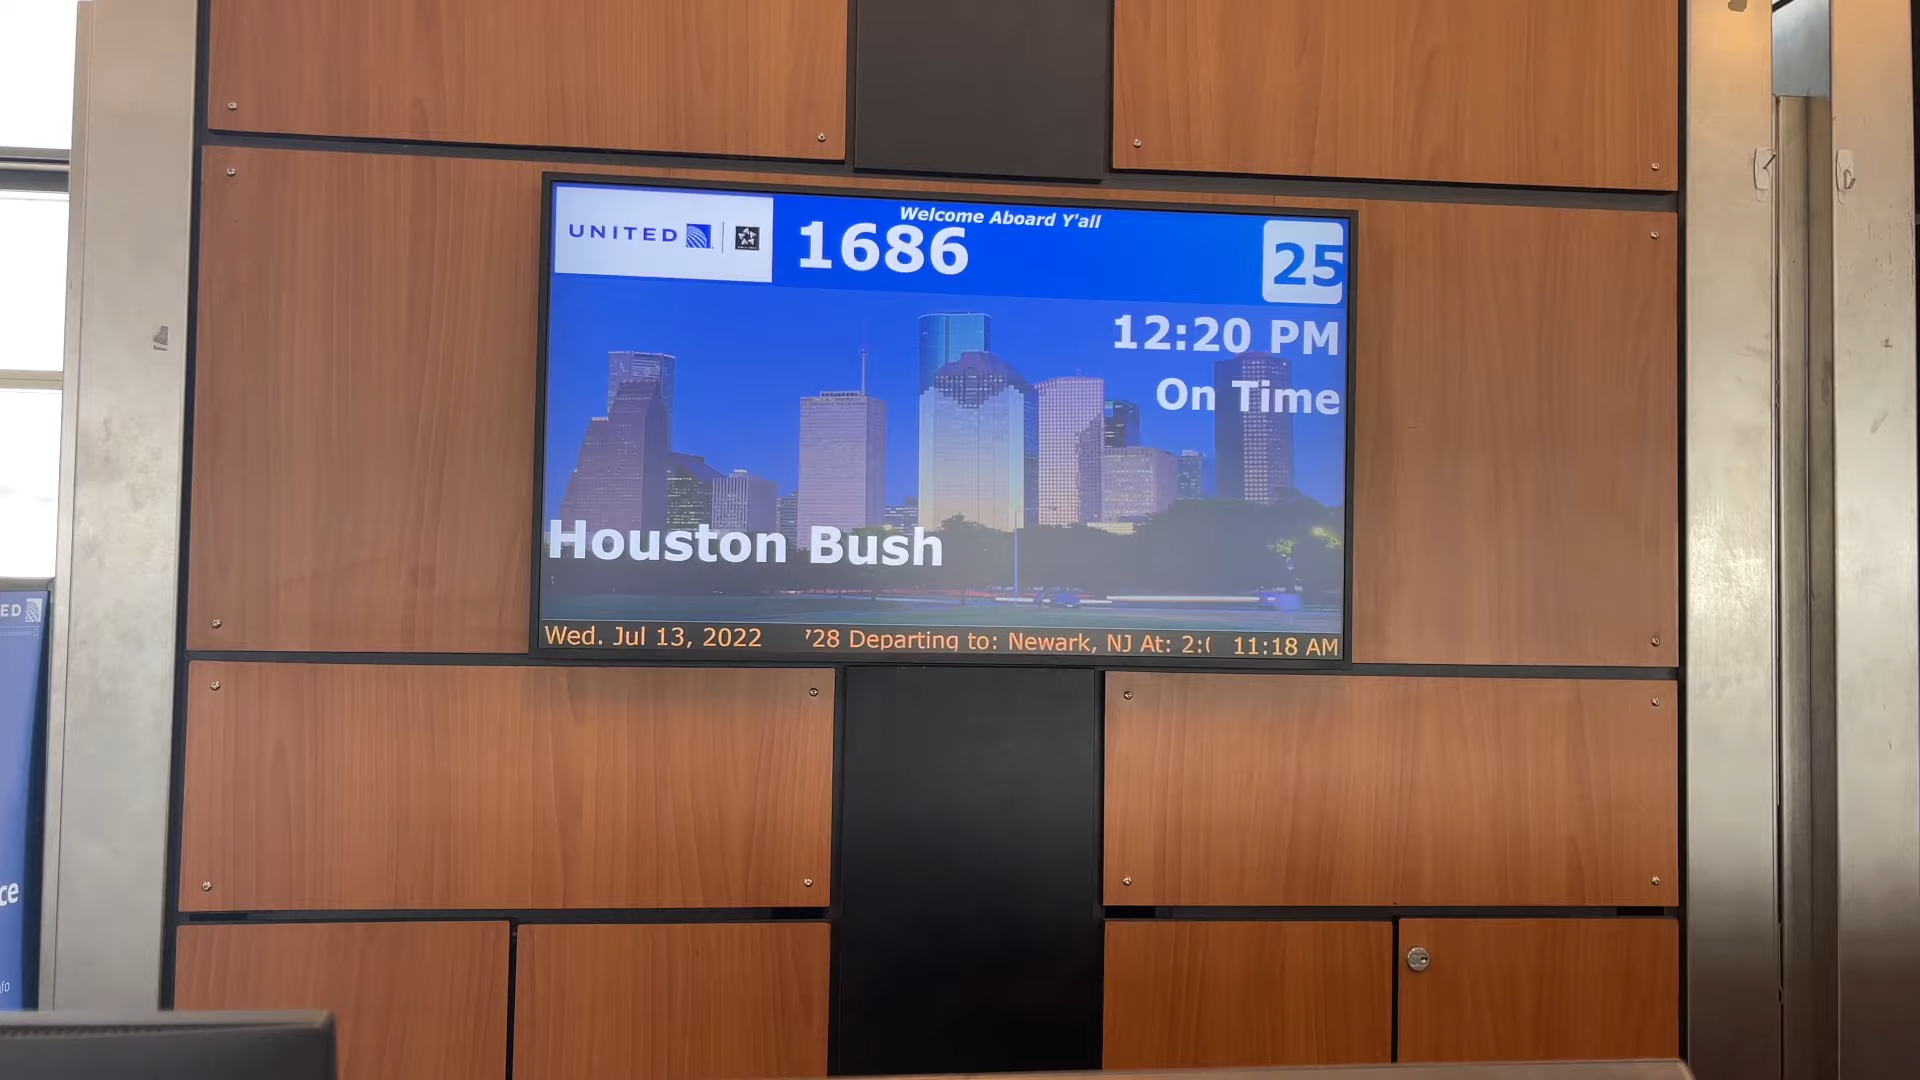 UNITED
Welcome Aboard Y'all
1686
25
12:20 PM
On Time
Houston Bush
Wed. Jul 13, 2022 '28 Departing to: Newark, NJ At: 2:( 11:18 AM
ED
ce
fo